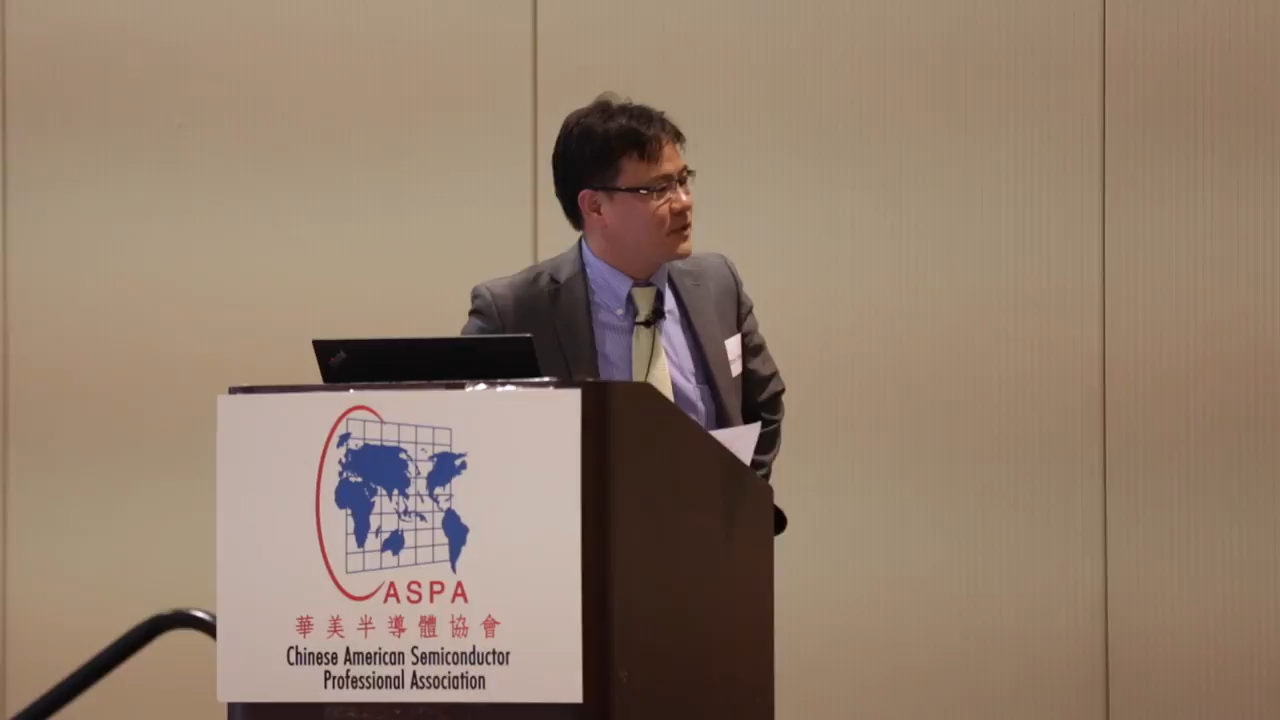 CASPA
華美半導體協會
Chinese American Semiconductor
Professional Association